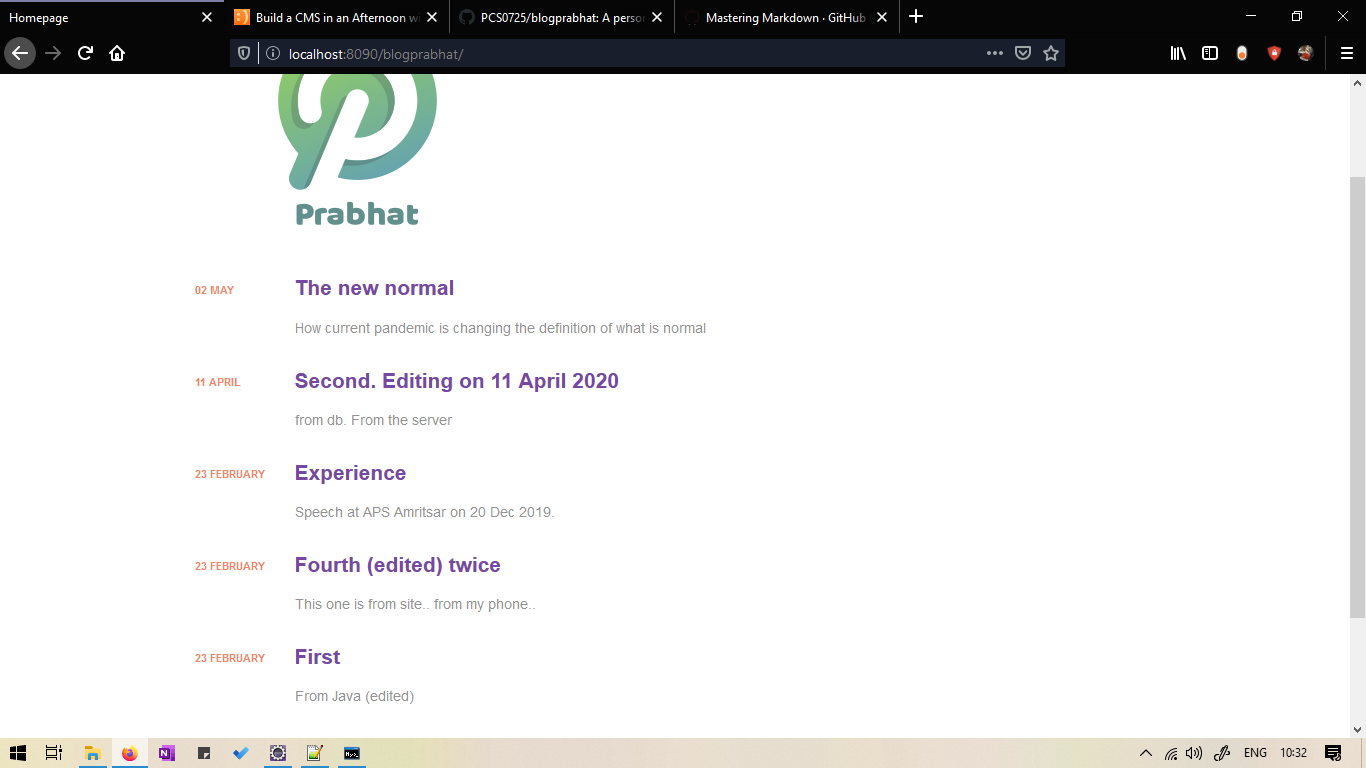 Homepage
Build a CMS in an Afternoon wi
PCS0725/blogprabhat: A person
Mastering Markdown · GitHub G
localhost:8090/blogprabhat/
Prabhat
02 MAY
The new normal
How current pandemic is changing the definition of what is normal
11 APRIL
Second. Editing on 11 April 2020
from db. From the server
23 FEBRUARY
Experience
Speech at APS Amritsar on 20 Dec 2019.
23 FEBRUARY
Fourth (edited) twice
This one is from site.. from my phone..
23 FEBRUARY
First
From Java (edited)
ENG
10:32